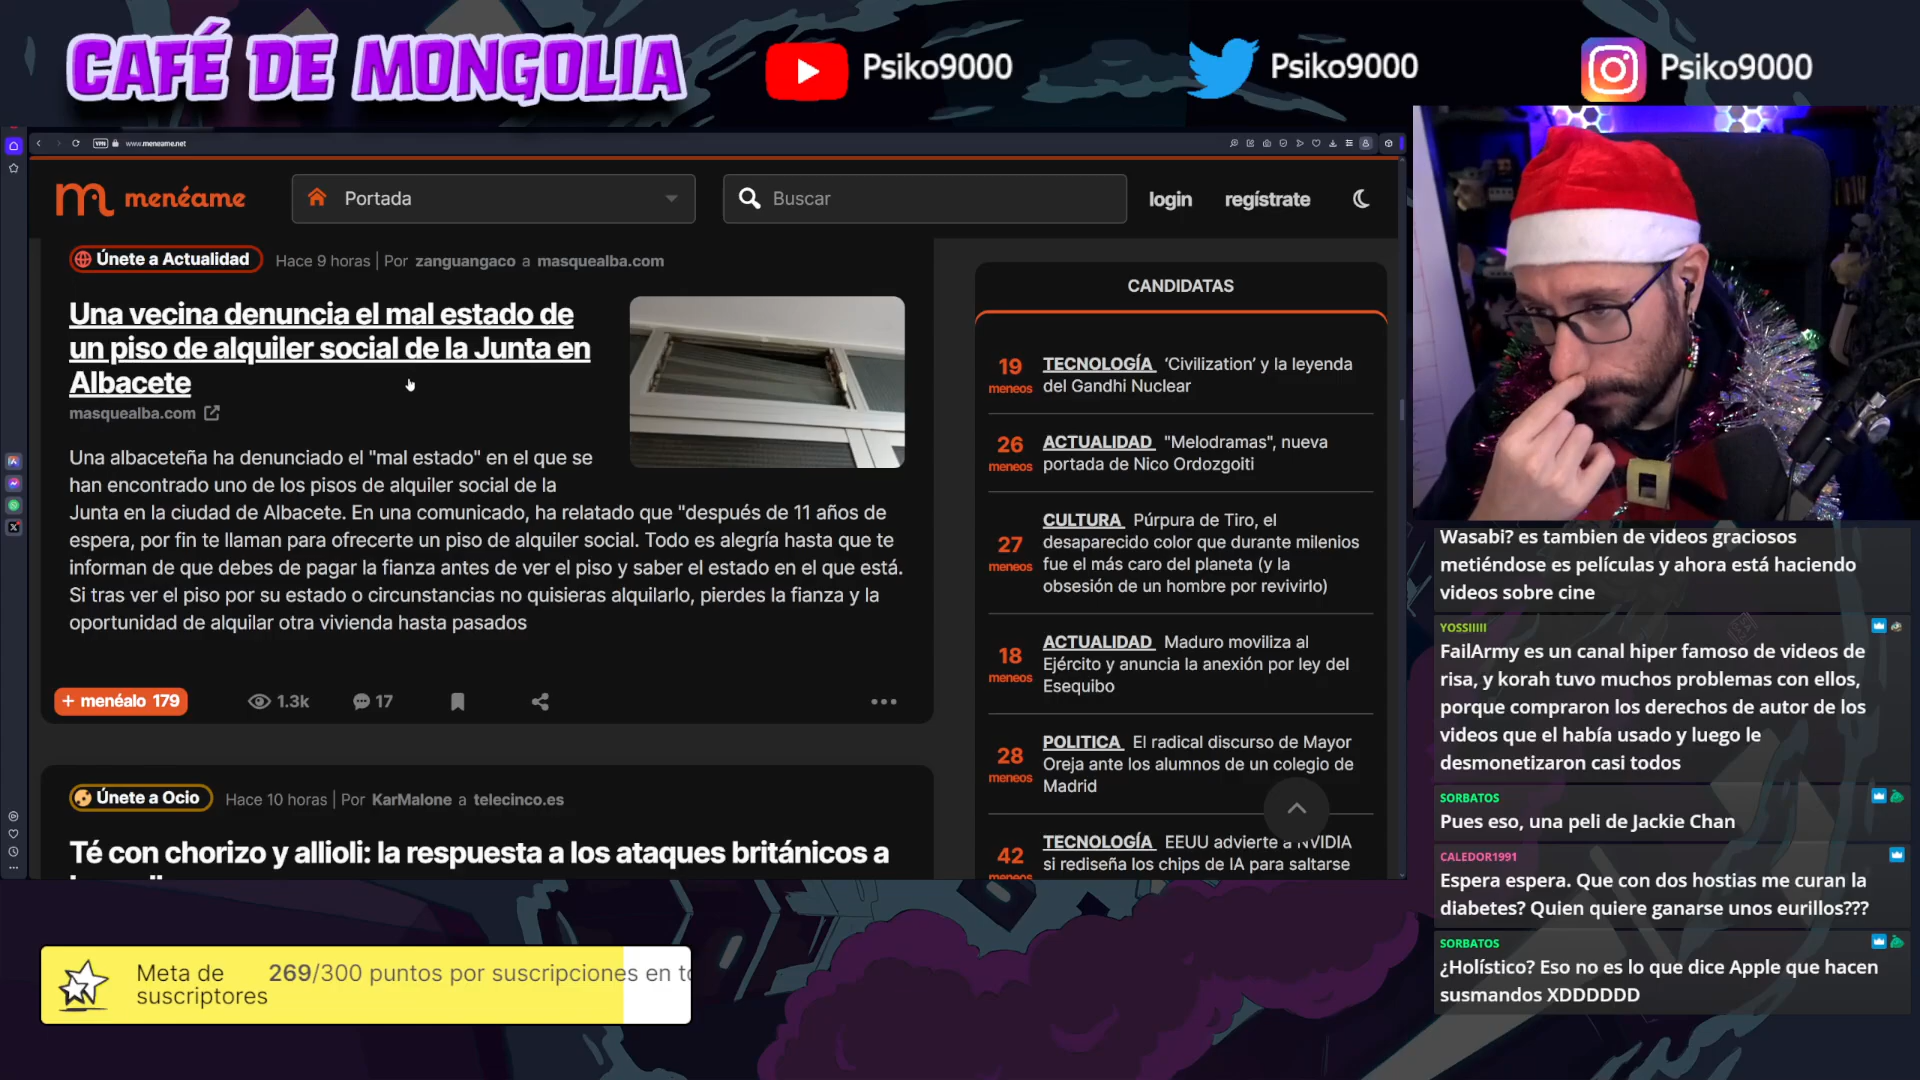 CAFÉ DE MONGOLIA
Psiko9000
Psiko9000
Psiko9000
VPN
www.meneame.net
menéame
Portada
Buscar
login
regístrate
Únete a Actualidad
Hace 9 horas | Por zanguangaco a masquealba.com
Una vecina denuncia el mal estado de
un piso de alquiler social de la Junta en
Albacete
masquealba.com
Una albaceteña ha denunciado el "mal estado" en el que se
han encontrado uno de los pisos de alquiler social de la
Junta en la ciudad de Albacete. En una comunicado, ha relatado que "después de 11 años de
espera, por fin te llaman para ofrecerte un piso de alquiler social. Todo es alegría hasta que te
informan de que debes de pagar la fianza antes de ver el piso y saber el estado en el que está.
Si tras ver el piso por su estado o circunstancias no quisieras alquilarlo, pierdes la fianza y la
oportunidad de alquilar otra vivienda hasta pasados
+ menéalo 179
1.3k
17
Únete a Ocio
Hace 10 horas | Por KarMalone a telecinco.es
Té con chorizo y allioli: la respuesta a los ataques británicos a
CANDIDATAS
19 meneos
TECNOLOGÍA 'Civilization' y la leyenda
del Gandhi Nuclear
26 meneos
ACTUALIDAD "Melodramas", nueva
portada de Nico Ordozgoiti
27 meneos
CULTURA Púrpura de Tiro, el
desaparecido color que durante milenios
fue el más caro del planeta (y la
obsesión de un hombre por revivirlo)
18 meneos
ACTUALIDAD Maduro moviliza al
Ejército y anuncia la anexión por ley del
Esequibo
28 meneos
POLITICA El radical discurso de Mayor
Oreja ante los alumnos de un colegio de
Madrid
42 meneos
TECNOLOGÍA EEUU advierte a NVIDIA
si rediseña los chips de IA para saltarse
Wasabi? es tambien de videos graciosos
metiéndose es películas y ahora está haciendo
videos sobre cine
YOSSIIIII
FailArmy es un canal hiper famoso de videos de
risa, y korah tuvo muchos problemas con ellos,
porque compraron los derechos de autor de los
videos que el había usado y luego le
desmonetizaron casi todos
SORBATOS
Pues eso, una peli de Jackie Chan
CALEDOR1991
Espera espera. Que con dos hostias me curan la
diabetes? Quien quiere ganarse unos eurillos???
SORBATOS
¿Holístico? Eso no es lo que dice Apple que hacen
susmandos XDDDDDD
Meta de
suscriptores
269/300 puntos por suscripciones en